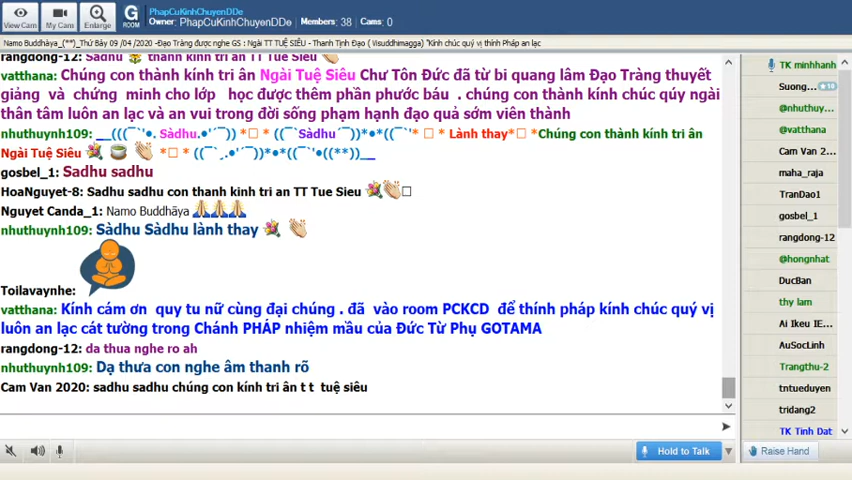 View Cam
My Cams
Enlarge
G
ROOM
PhapCuKinhChuyenDDe
Owner: PhapCuKinhChuyenDDe Members: 38 Cams: 0
Namo Buddhàya_(**)_Thứ Bảy 09 /04 /2020 -Đạo Tràng được nghe GS : Ngài TT TUỆ SIÊU - Thanh Tịnh Đạo ( Visuddhimagga) "Kính chúc quý vị thính Pháp an lạc
rangdong-12: Sadhu thành kính tri ân TT Tuệ Siêu
vatthana: Chúng con thành kính tri ân Ngài Tuệ Siêu Chư Tôn Đức đã từ bi quang lâm Đạo Tràng thuyết
giảng và chứng minh cho lớp học được thêm phần phước báu . chúng con thành kính chúc qúy ngài
thân tâm luôn an lạc và an vui trong đời sống phạm hạnh đạo quả sớm viên thành
nhuthuynh109: _ _(((¯`'•. Sàdhu.•'´¯)) *□ * ((¯`Sàdhu´¯))*•*((¯`'* □ * Lành thay*□ *Chúng con thành kính tri ân
Ngài Tuệ Siêu *□ * ((¯`´,.•'´¯))*•*((¯`'•((**))__
gosbel_1: Sadhu sadhu
HoaNguyet-8: Sadhu sadhu con thanh kinh tri an TT Tue Sieu □
Nguyet Canda_1: Namo Buddhāya
nhuthuynh109: Sàdhu Sàdhu lành thay
Toilavaynhe:
vatthana: Kính cám ơn quy tu nữ cùng đại chúng . đã vào room PCKCD để thính pháp kính chúc quý vị
luôn an lạc cát tường trong Chánh PHÁP nhiệm mầu của Đức Từ Phụ GOTAMA
rangdong-12: da thua nghe ro ah
nhuthuynh109: Dạ thưa con nghe âm thanh rõ
Cam Van 2020: sadhu sadhu chúng con kính tri ân t t tuệ siêu
TK minhhanh
Suong...
10
@nhuthuy...
@vatthana
Cam Van 2...
maha_raja
TranDao1
gosbel_1
rangdong-12
@hongnhat
DucBan
thy lam
Ai Ikeu IE...
AuSocLinh
Trangthu-2
tntueduyen
tridang2
TK Tinh Dat
Hold to Talk
Raise Hand